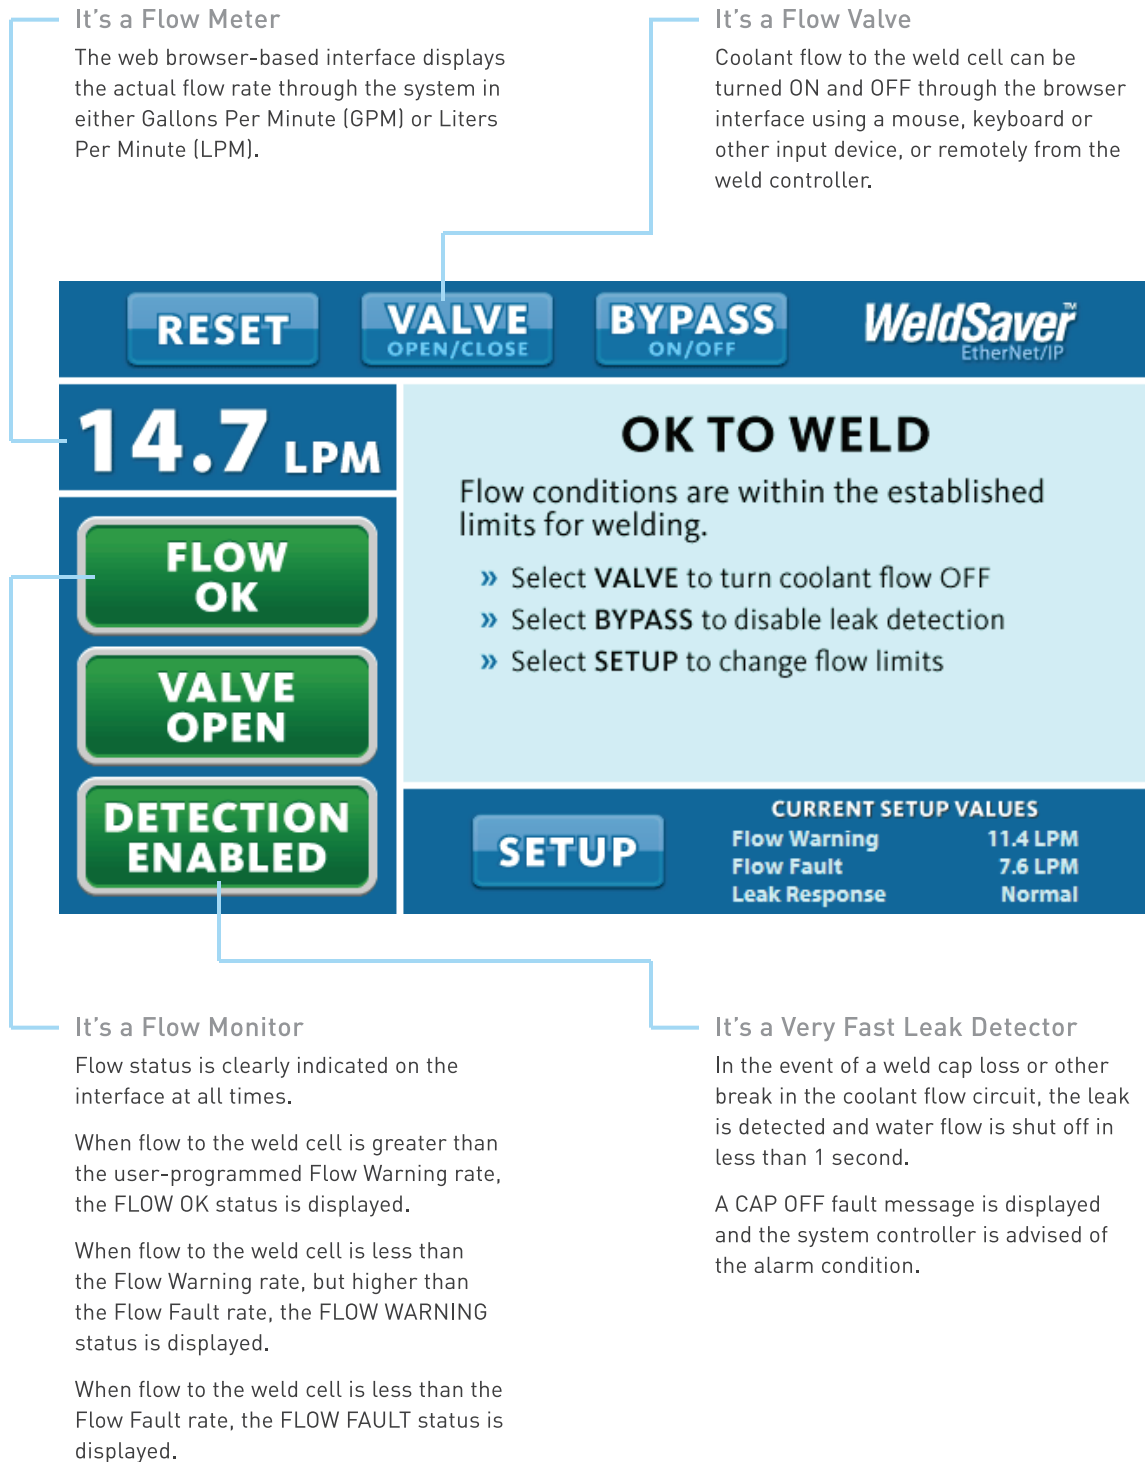 It's a Flow Meter
The web browser-based interface displays
the actual flow rate through the system in
either Gallons Per Minute (GPM) or Liters
Per Minute (LPM).
It's a Flow Valve
Coolant flow to the weld cell can be
turned ON and OFF through the browser
interface using a mouse, keyboard or
other input device, or remotely from the
weld controller.
RESET
VALVE
OPEN/CLOSE
BYPASS
ON/OFF
WeldSaver™
EtherNet/IP
14.7 LPM
FLOW
OK
VALVE
OPEN
DETECTION
ENABLED
OK TO WELD
Flow conditions are within the established
limits for welding.
» Select VALVE to turn coolant flow OFF
» Select BYPASS to disable leak detection
» Select SETUP to change flow limits
SETUP
CURRENT SETUP VALUES
Flow Warning 11.4 LPM
Flow Fault 7.6 LPM
Leak Response Normal
It's a Flow Monitor
Flow status is clearly indicated on the
interface at all times.
When flow to the weld cell is greater than
the user-programmed Flow Warning rate,
the FLOW OK status is displayed.
When flow to the weld cell is less than
the Flow Warning rate, but higher than
the Flow Fault rate, the FLOW WARNING
status is displayed.
When flow to the weld cell is less than the
Flow Fault rate, the FLOW FAULT status is
displayed.
It's a Very Fast Leak Detector
In the event of a weld cap loss or other
break in the coolant flow circuit, the leak
is detected and water flow is shut off in
less than 1 second.
A CAP OFF fault message is displayed
and the system controller is advised of
the alarm condition.